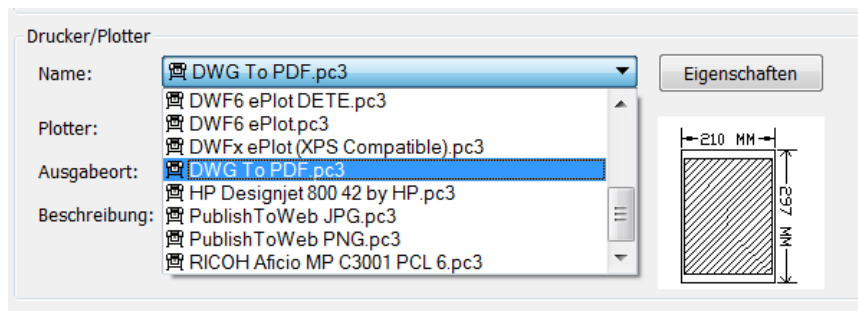 Drucker/Plotter
Name: DWG To PDF.pc3 Eigenschaften
DWF6 ePlot DETE.pc3
Plotter: DWF6 ePlot.pc3
DWFx ePlot (XPS Compatible).pc3
Ausgabeort: DWG To PDF.pc3
Beschreibung: HP Designjet 800 42 by HP.pc3
PublishToWeb JPG.pc3
PublishToWeb PNG.pc3
RICOH Aficio MP C3001 PCL 6.pc3
210 MM
297 MM